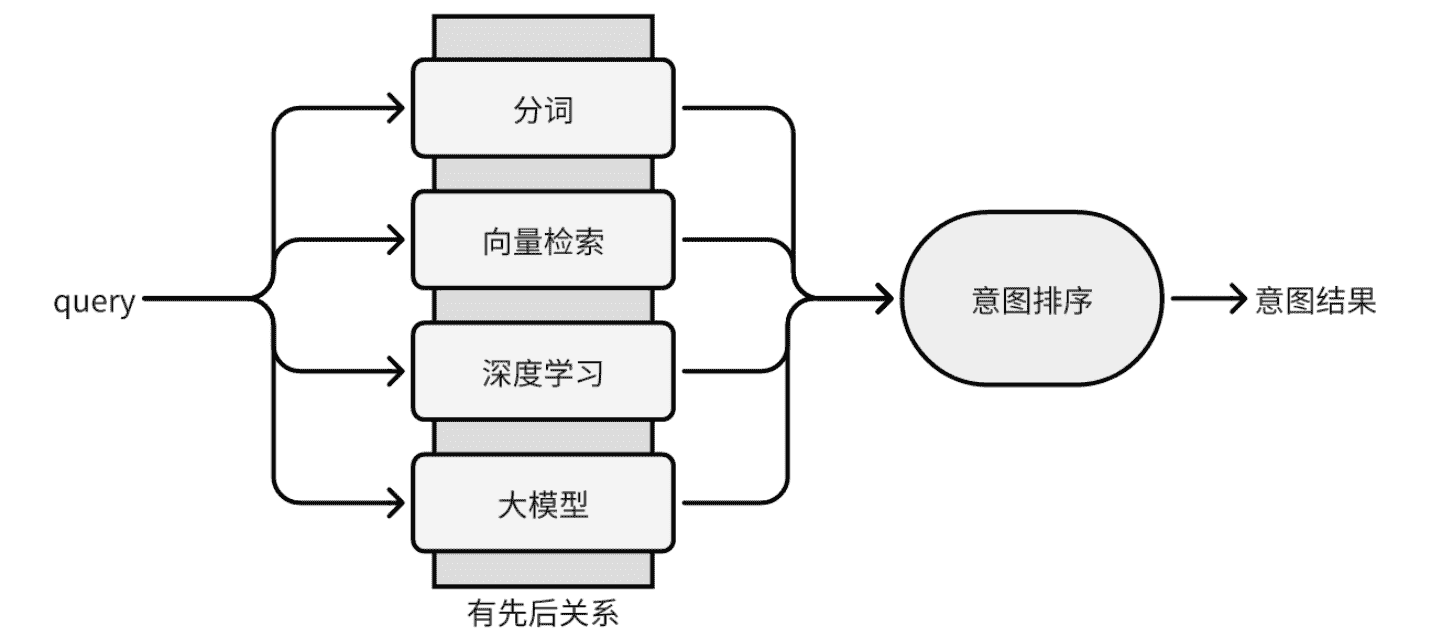 query
分词
向量检索
深度学习
大模型
有先后关系
意图排序
意图结果